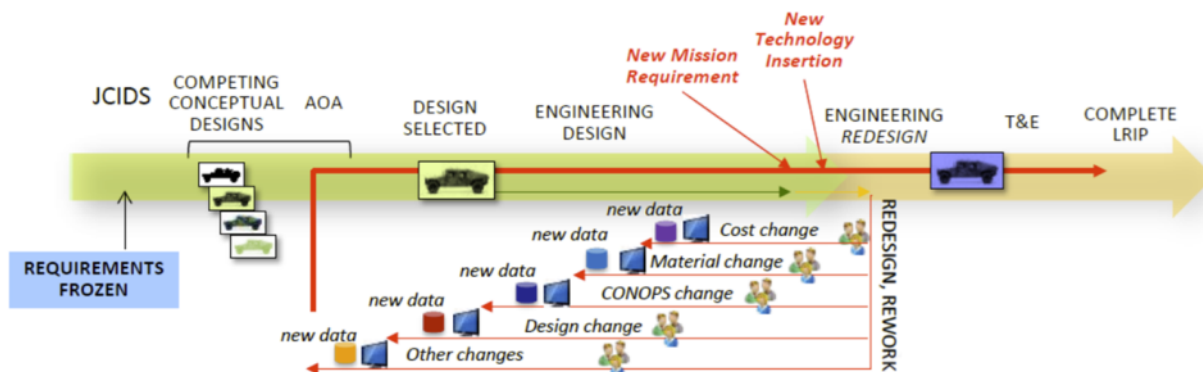 JCIDS
COMPETING
CONCEPTUAL
DESIGNS
AOA
DESIGN
SELECTED
ENGINEERING
DESIGN
New Mission
Requirement
New
Technology
Insertion
ENGINEERING
REDESIGN
T&E
COMPLETE
LRIP
REQUIREMENTS
FROZEN
new data
Cost change
new data
Material change
new data
CONOPS change
new data
Design change
new data
Other changes
REDESIGN, REWORK